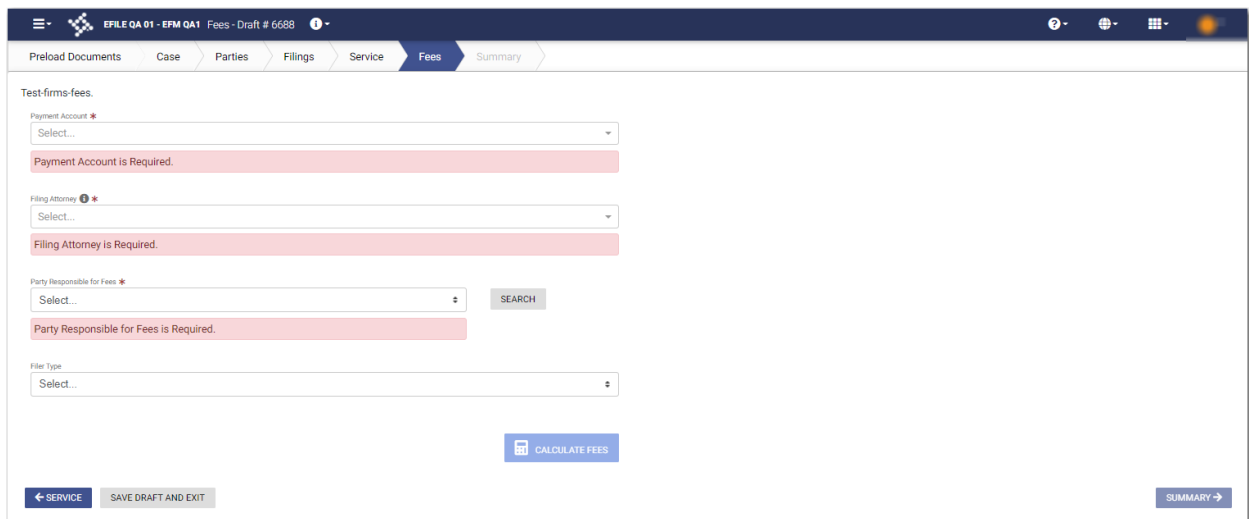 EFILE QA 01 - EFM QA1 Fees - Draft # 6688
Preload Documents Case Parties Filings Service Fees Summary
Test-firms-fees.
Payment Account *
Select...
Payment Account is Required.
Filing Attorney *
Select...
Filing Attorney is Required.
Party Responsible for Fees *
Select... SEARCH
Party Responsible for Fees is Required.
Filer Type
Select...
CALCULATE FEES
SERVICE SAVE DRAFT AND EXIT SUMMARY